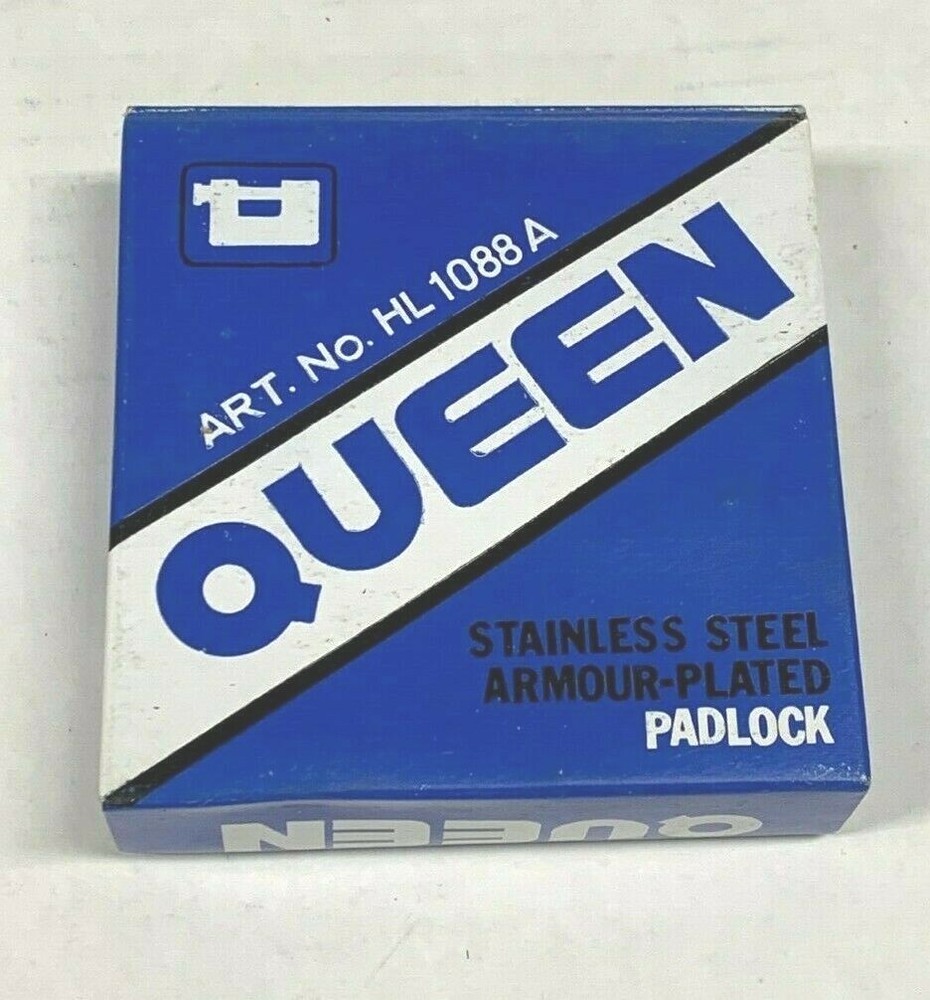 ART. No. HL 1088 A
QUEEN
STAINLESS STEEL
ARMOUR-PLATED
PADLOCK
QUEEN